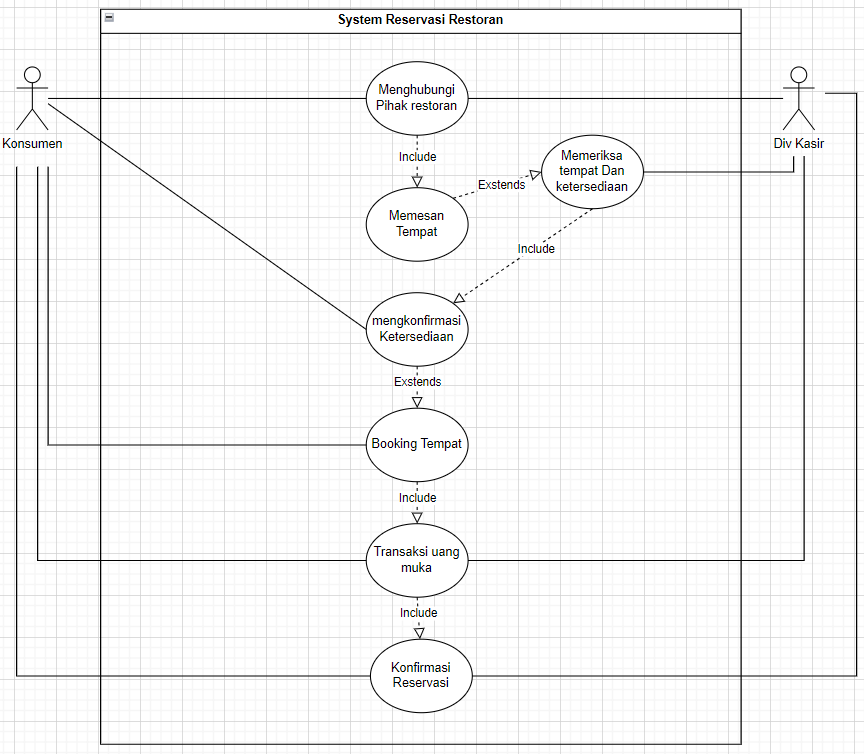 System Reservasi Restoran
Menghubungi
Pihak restoran
Konsumen
Div Kasir
Include
Memeriksa
tempat Dan
ketersediaan
Exstends
Memesan
Tempat
Include
mengkonfirmasi
Ketersediaan
Exstends
Booking Tempat
Include
Transaksi uang
muka
Include
Konfirmasi
Reservasi